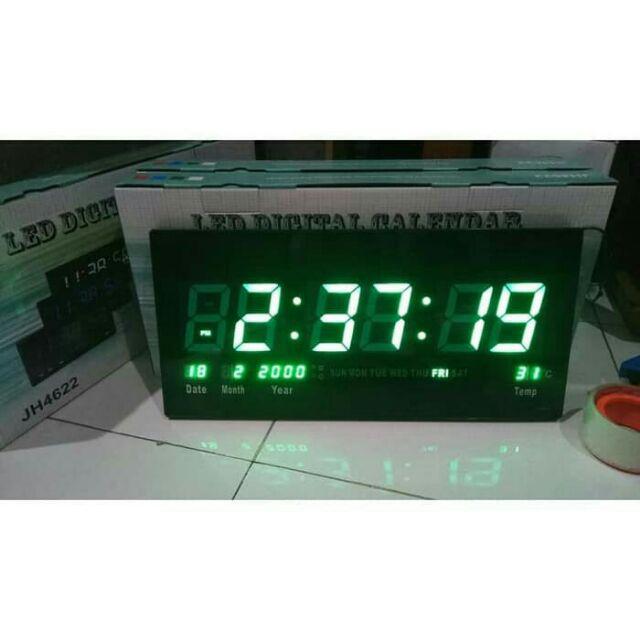 LED DIGITAL CALENDAR
LED DIGIT
JH4622
PM 2:37:19
18 2 2000 SUN MON TUE WED THU FRI SAT 31 C
Date Month Year Temp